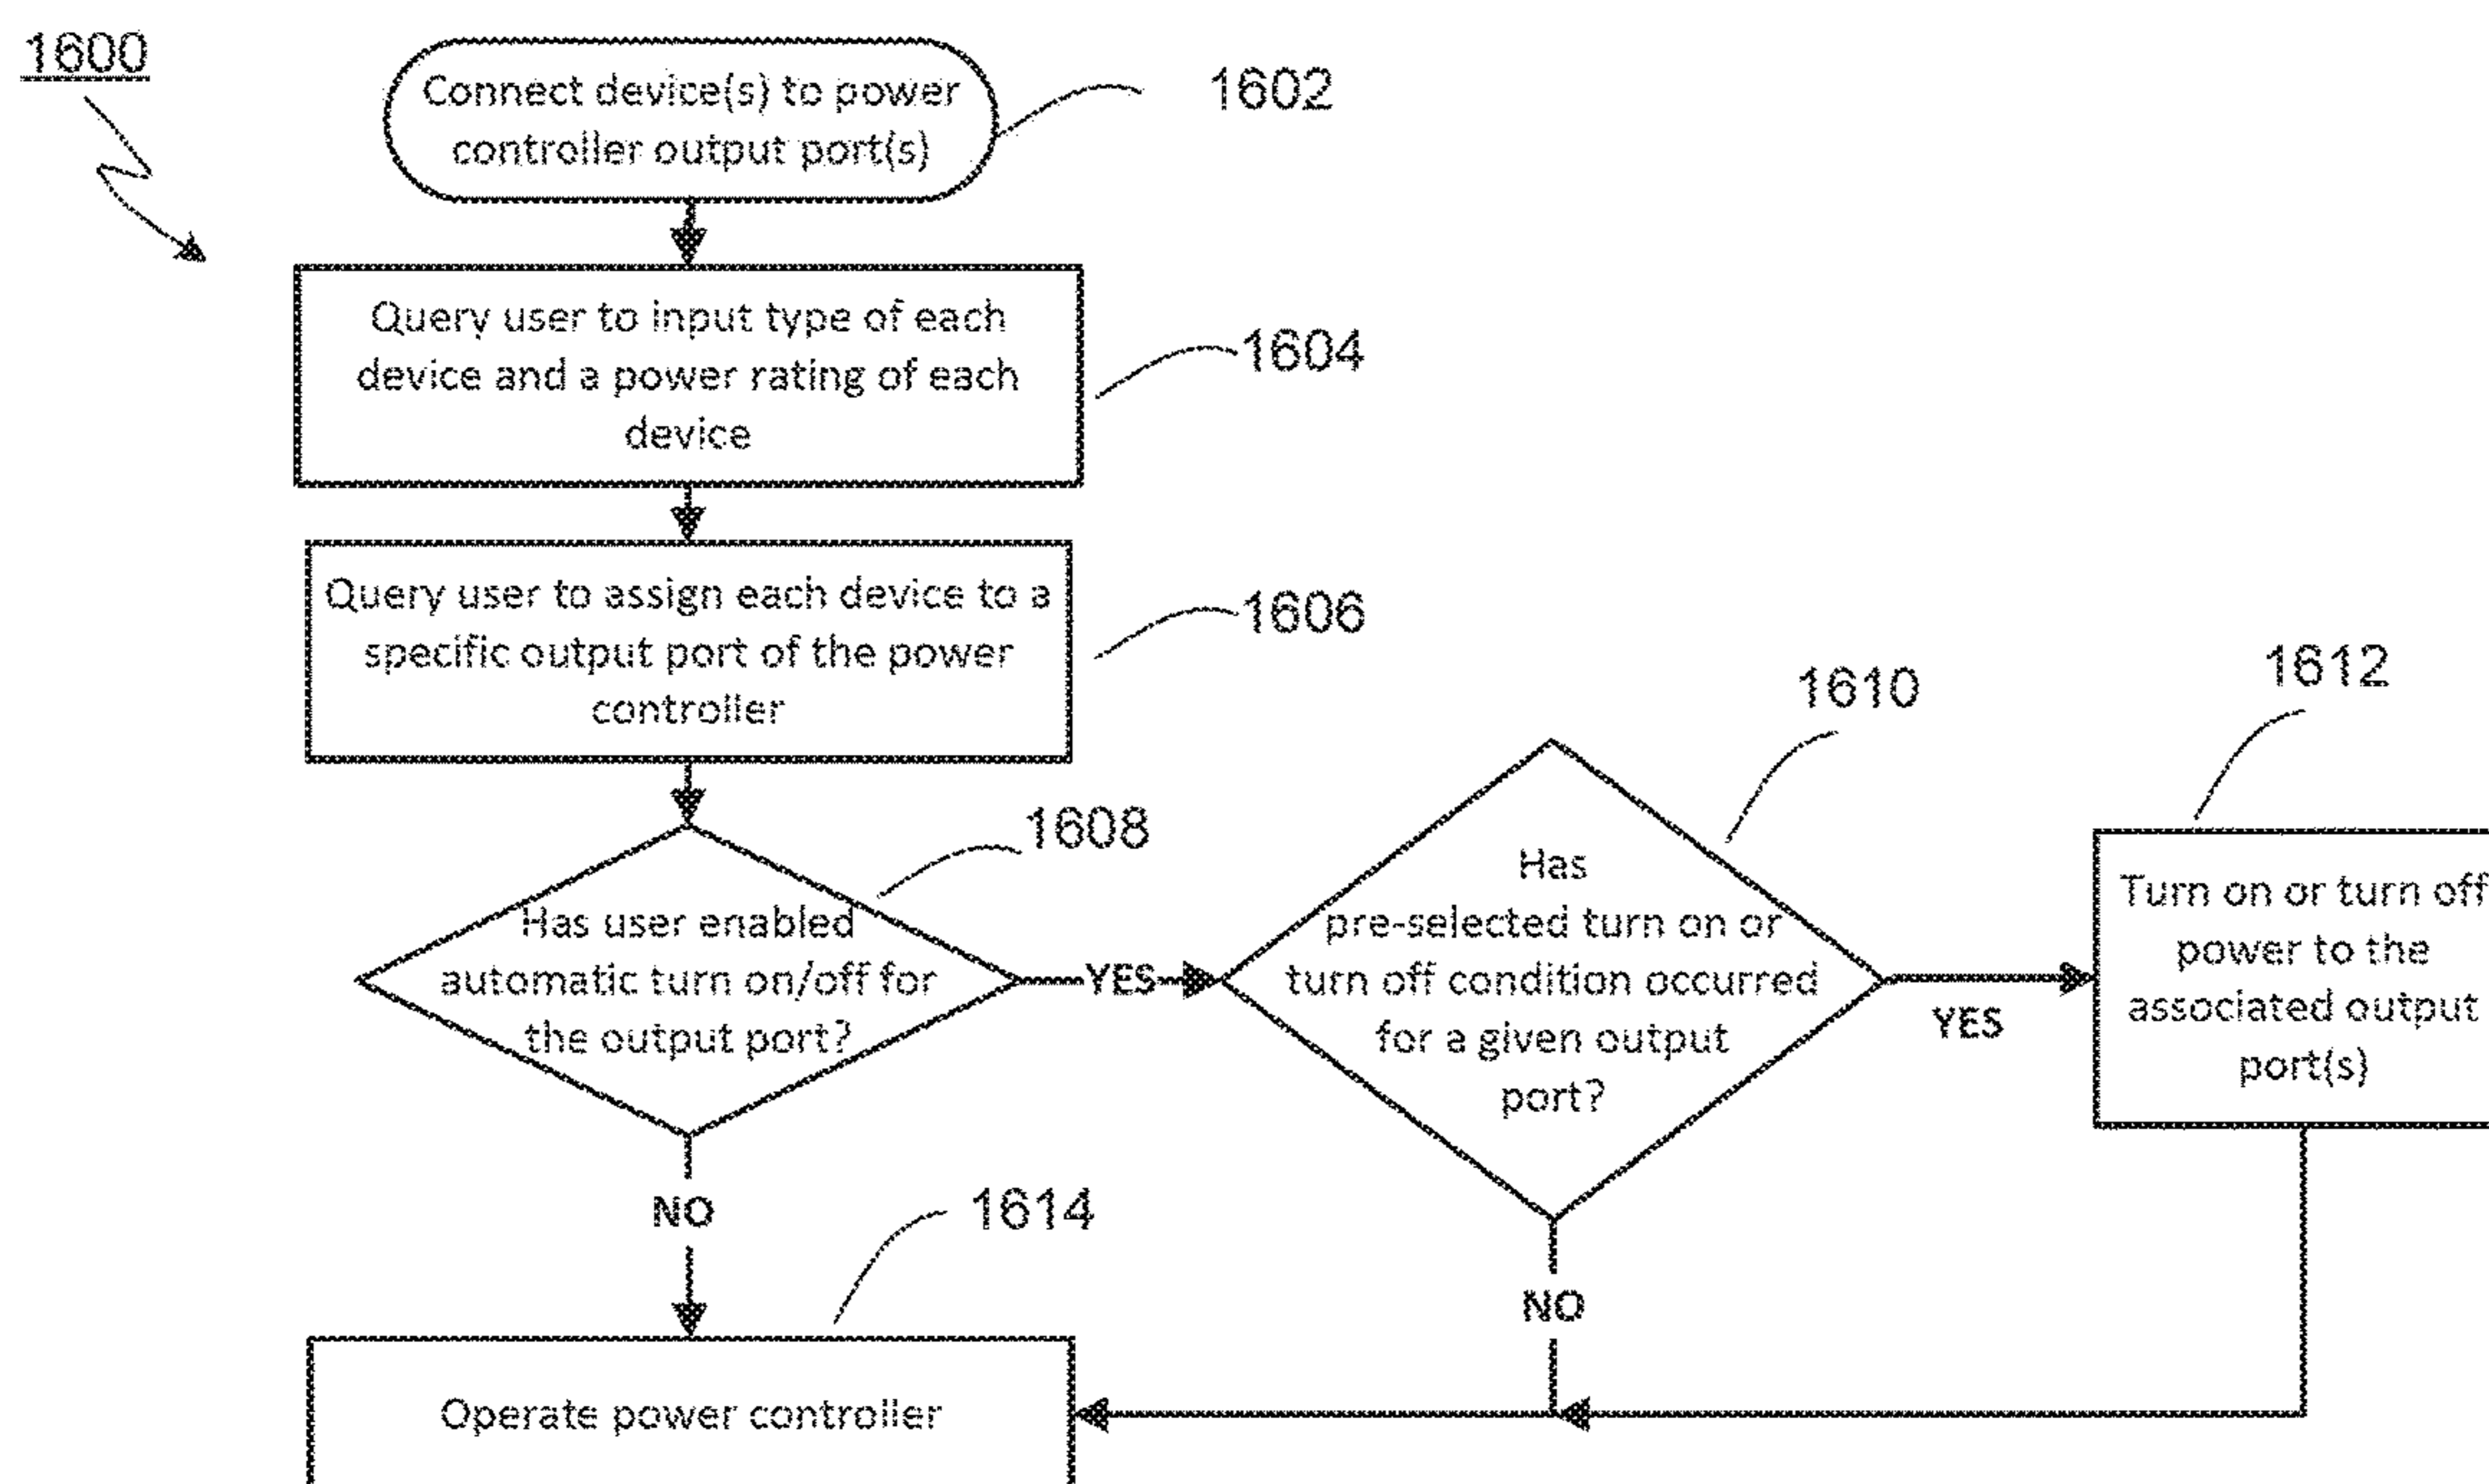 1600
Connect device(s) to power
controller output port(s)
1602
Query user to input type of each
device and a power rating of each
device
1604
Query user to assign each device to a
specific output port of the power
controller
1606
Has user enabled
automatic turn on/off for
the output port?
1608
YES
Has
pre-selected turn on or
turn off condition occurred
for a given output
port?
1610
YES
Turn on or turn off
power to the
associated output
port(s)
1612
NO
NO
1614
Operate power controller